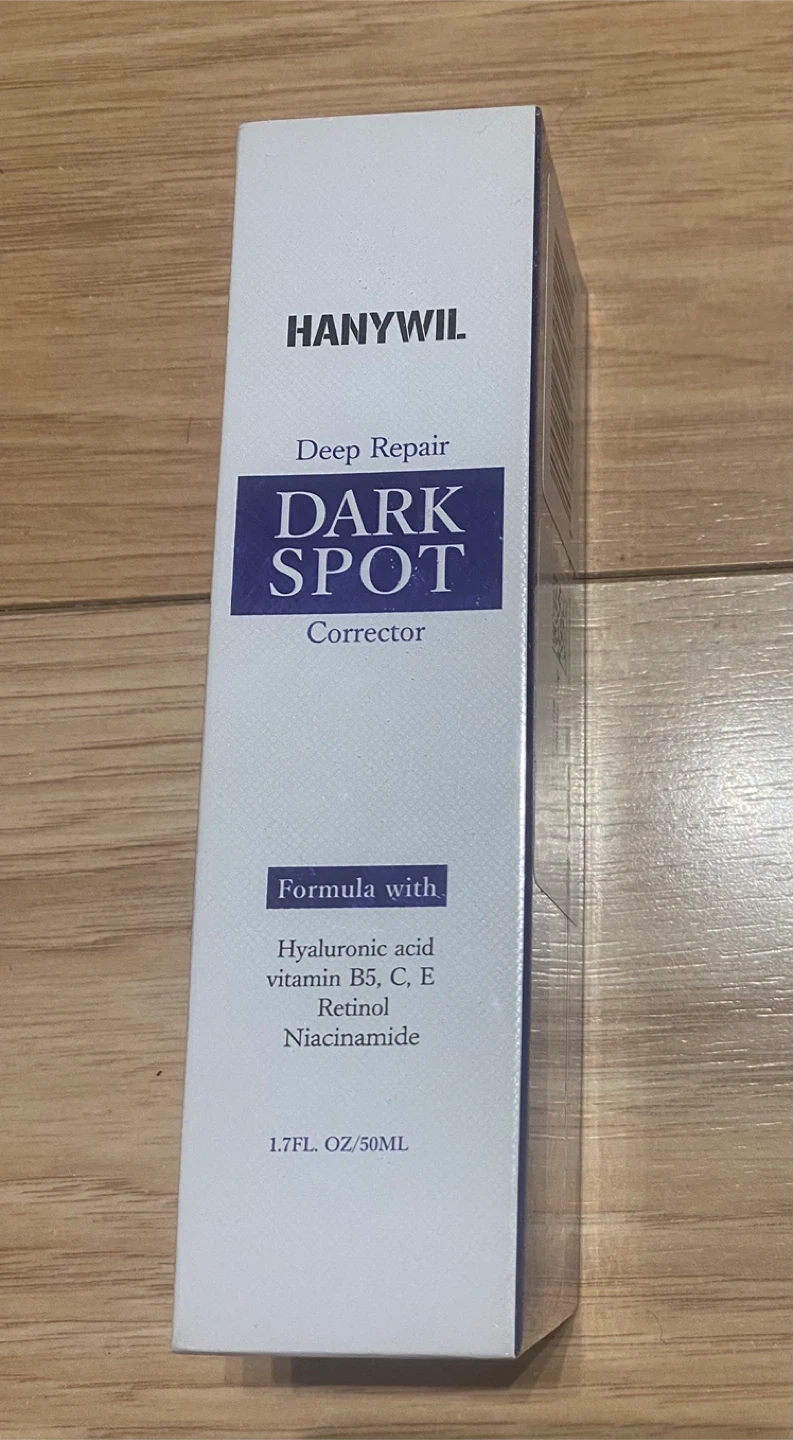 HANYWIL
Deep Repair
DARK
SPOT
Corrector
Formula with
Hyaluronic acid
vitamin B5, C, E
Retinol
Niacinamide
1.7FL. OZ/50ML